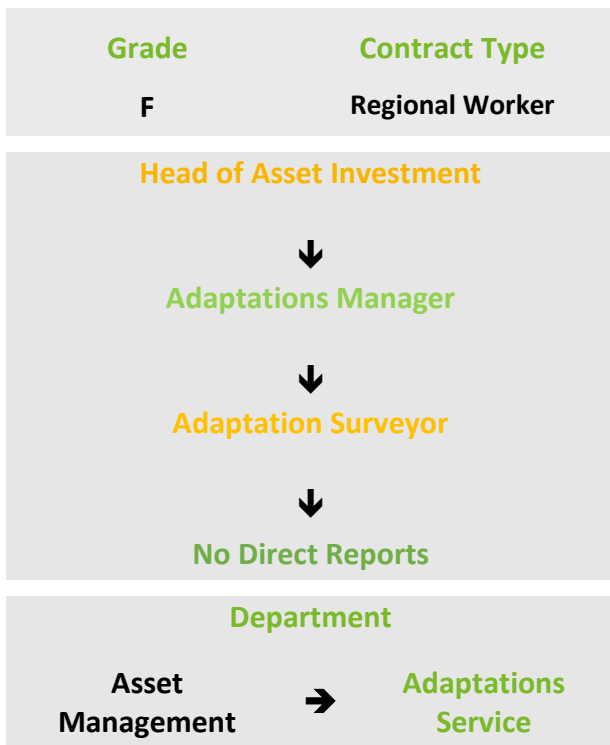 Grade Contract Type
F Regional Worker
Head of Asset Investment
🡫
Adaptations Manager
🡫
Adaptation Surveyor
🡫
No Direct Reports
Department
Asset Management 🡺 Adaptations Service